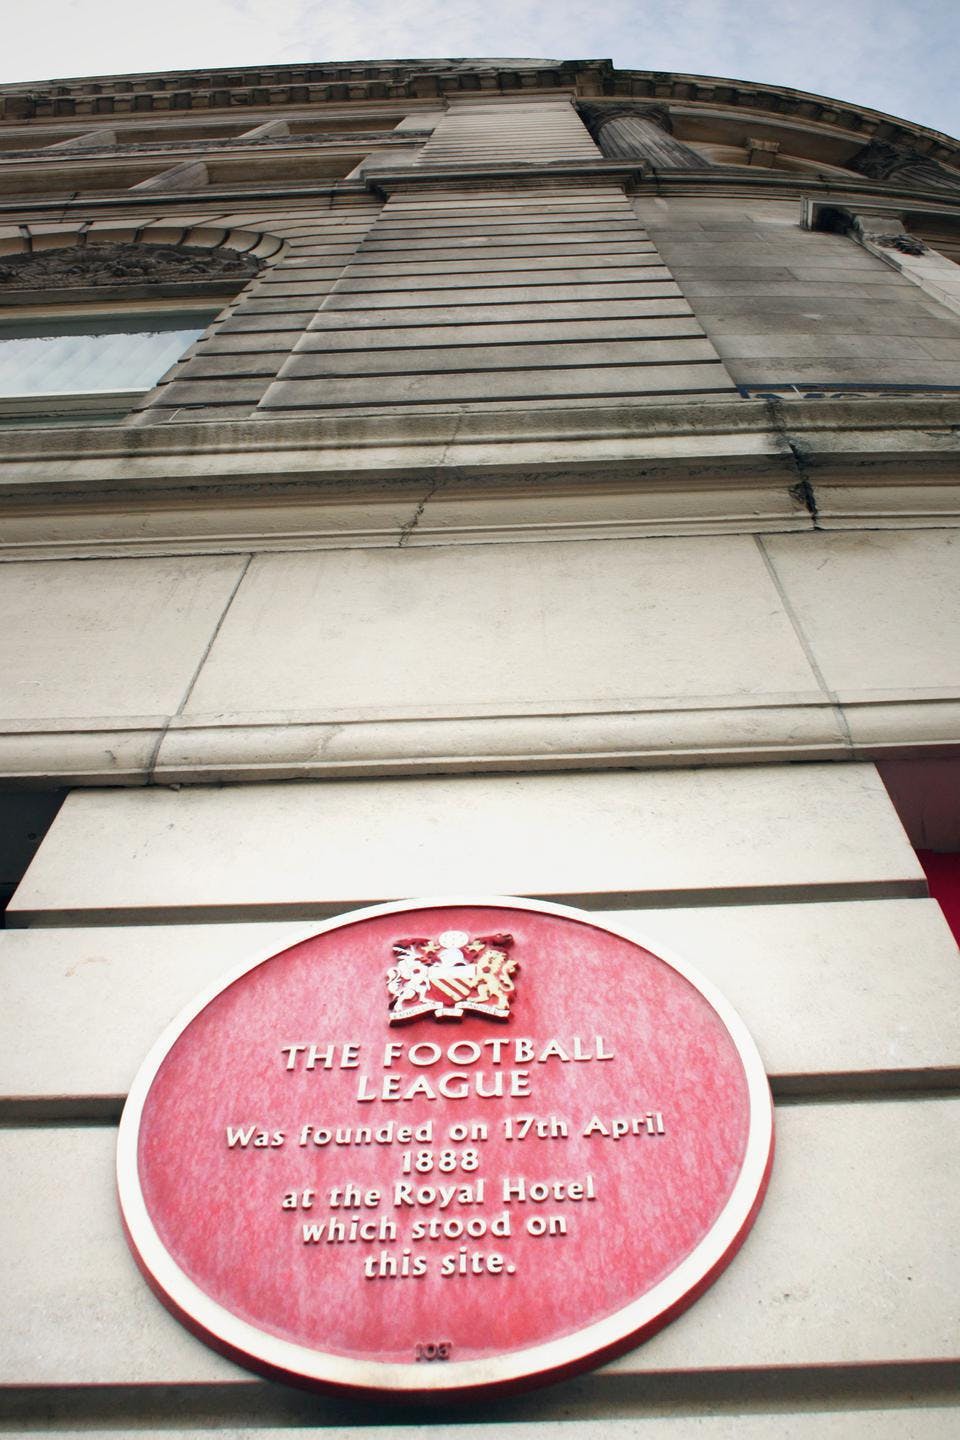 THE FOOTBALL
LEAGUE
Was founded on 17th April
1888
at the Royal Hotel
which stood on
this site.